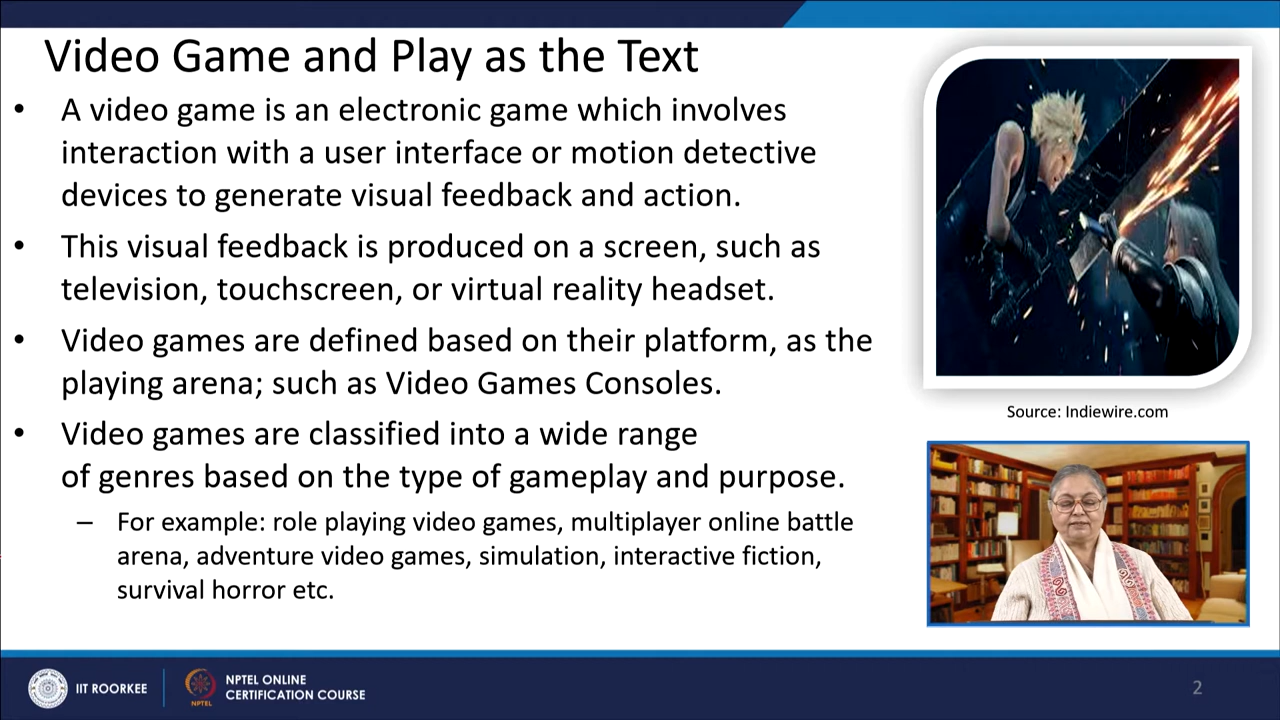 Video Game and Play as the Text
• A video game is an electronic game which involves
interaction with a user interface or motion detective
devices to generate visual feedback and action.
• This visual feedback is produced on a screen, such as
television, touchscreen, or virtual reality headset.
• Video games are defined based on their platform, as the
playing arena; such as Video Games Consoles.
• Video games are classified into a wide range
of genres based on the type of gameplay and purpose.
– For example: role playing video games, multiplayer online battle
arena, adventure video games, simulation, interactive fiction,
survival horror etc.
Source: Indiewire.com
IIT ROORKEE
NPTEL
NPTEL ONLINE
CERTIFICATION COURSE
2